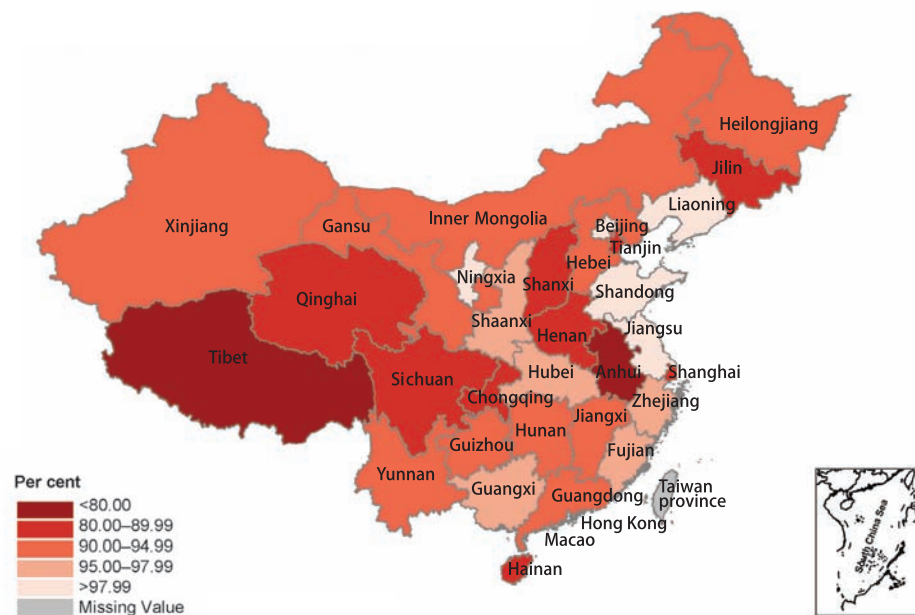 Heilongjiang
Jilin
Liaoning
Xinjiang
Gansu
Inner Mongolia
Beijing
Tianjin
Hebei
Ningxia
Shanxi
Shandong
Qinghai
Shaanxi
Henan
Jiangsu
Tibet
Sichuan
Hubei
Anhui
Shanghai
Chongqing
Zhejiang
Jiangxi
Hunan
Guizhou
Fujian
Yunnan
Guangxi
Guangdong
Taiwan
province
Hong Kong
Macao
Hainan
Per cent
<80.00
80.00–89.99
90.00–94.99
95.00–97.99
>97.99
Missing Value
South China Sea